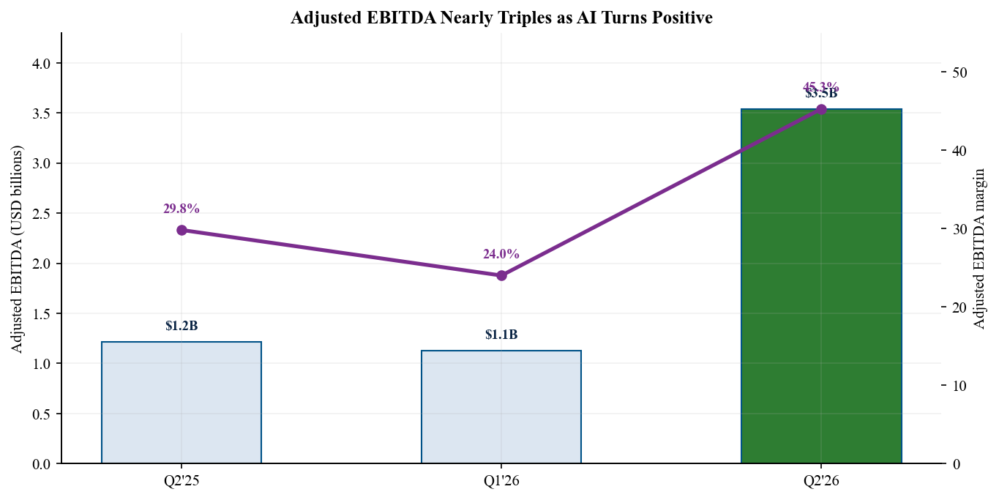 Adjusted EBITDA Nearly Triples as AI Turns Positive
Adjusted EBITDA (USD billions)
4.0
3.5
3.0
2.5
2.0
1.5
1.0
0.5
0.0
29.8%
24.0%
45.3%
$1.2B
$1.1B
$3.5B
50
40
30
20
10
0
Adjusted EBITDA margin
Q2'25
Q1'26
Q2'26